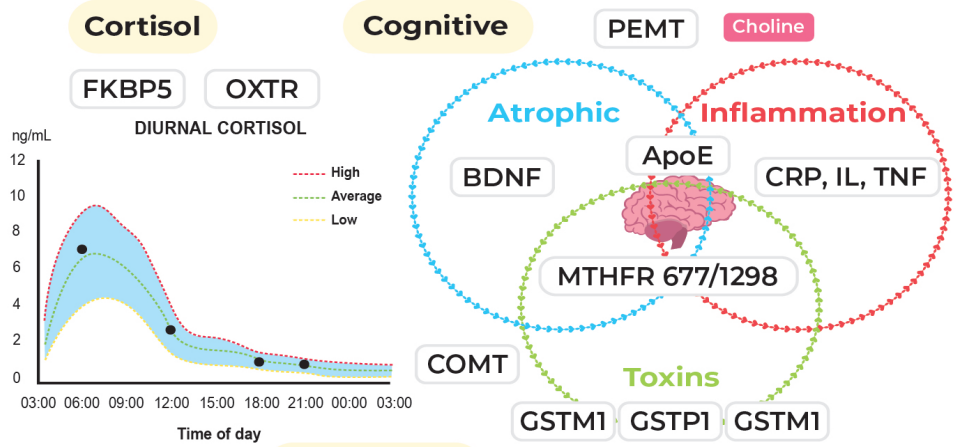 Cortisol
FKBP5 OXTR
DIURNAL CORTISOL
ng/mL
12
10
8
6
4
2
0
High
Average
Low
03:00 06:00 09:00 12:00 15:00 18:00 21:00 00:00 03:00
Time of day
Cognitive
PEMT Choline
Atrophic Inflammation
ApoE
BDNF CRP, IL, TNF
MTHFR 677/1298
COMT
Toxins
GSTM1 GSTP1 GSTM1